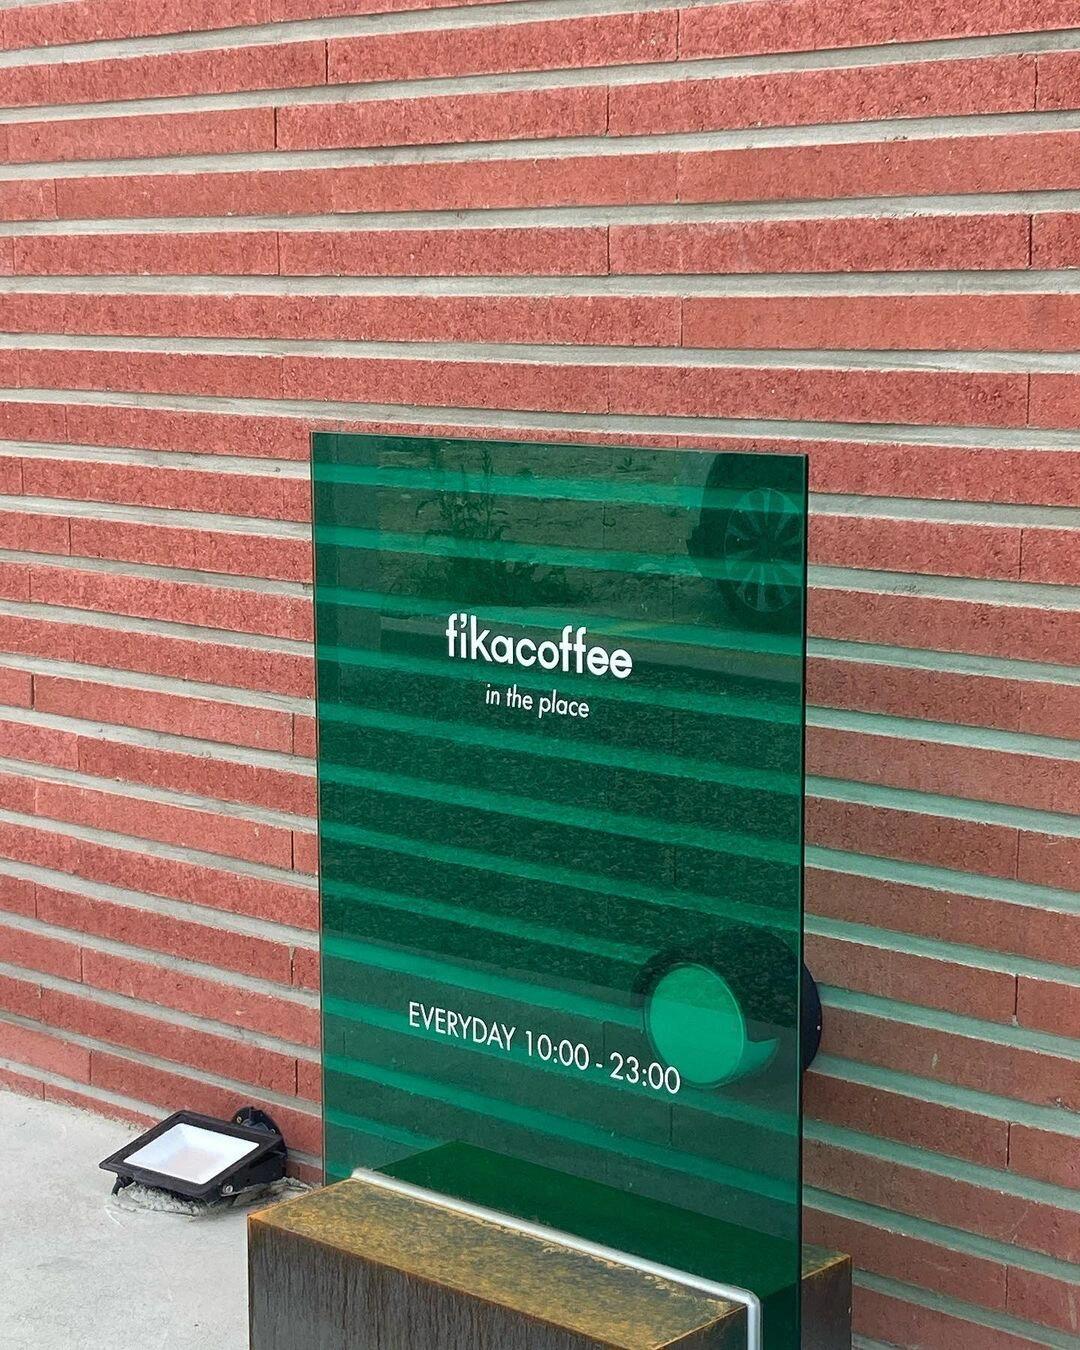 fikacoffee
in the place
EVERYDAY 10:00 - 23:00